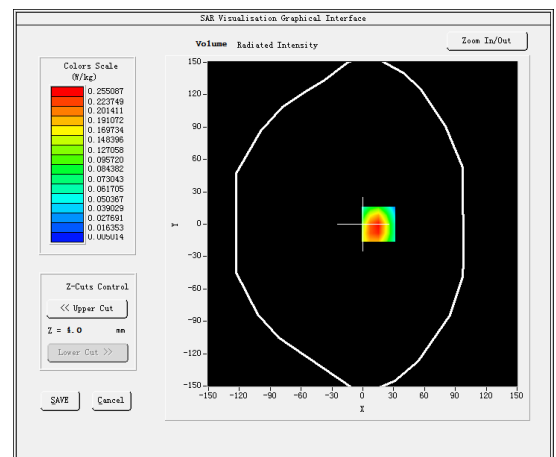 SAR Visualisation Graphical Interface
Volume Radiated Intensity
Zoom In/Out
Colors Scale
(W/kg)
0.255087
0.223749
0.201411
0.191072
0.169734
0.148396
0.127058
0.095720
0.084382
0.073043
0.061705
0.050367
0.039029
0.027691
0.016353
0.005014
Z-Cuts Control
<< Upper Cut
Z = 4.0 mm
Lower Cut >>
SAVE Cancel
150
120
90
60
30
0
-30
-60
-90
-120
-150
Y
-150 -120 -90 -60 -30 0 30 60 90 120 150
X